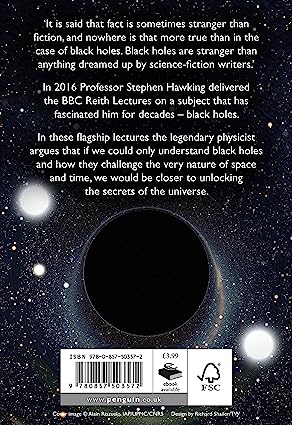 ‘It is said that fact is sometimes stranger than
fiction, and nowhere is that more true than in the
case of black holes. Black holes are stranger than
anything dreamed up by science-fiction writers.’
In 2016 Professor Stephen Hawking delivered
the BBC Reith Lectures on a subject that has
fascinated him for decades – black holes.
In these flagship lectures the legendary physicist
argues that if we could only understand black holes
and how they challenge the very nature of space
and time, we would be closer to unlocking
the secrets of the universe.
ISBN 978-0-857-50357-2
9 780857 503572
£3.99
ebook
available
FSC
www.penguin.co.uk
Cover image © Alain Riazuelo, IAP/UPMC/CNRS
Design by Richard Shailer/TW